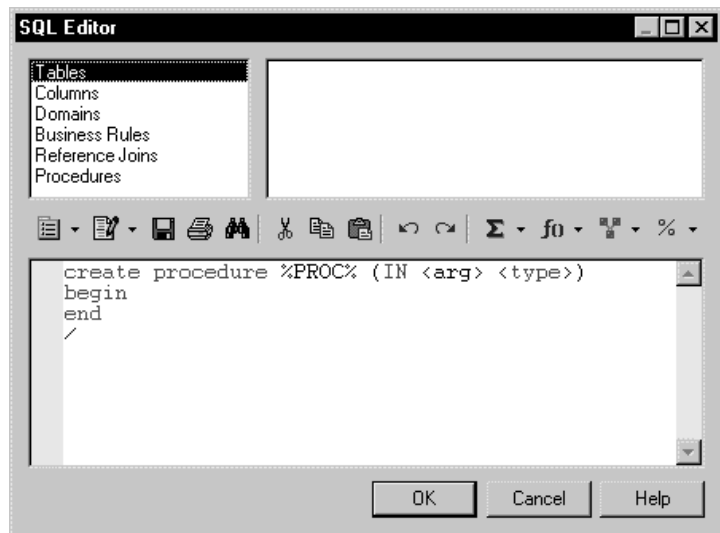 SQL Editor
Tables
Columns
Domains
Business Rules
Reference Joins
Procedures
Σ f() %
create procedure %PROC% (IN <arg> <type>)
begin
end
/
OK Cancel Help